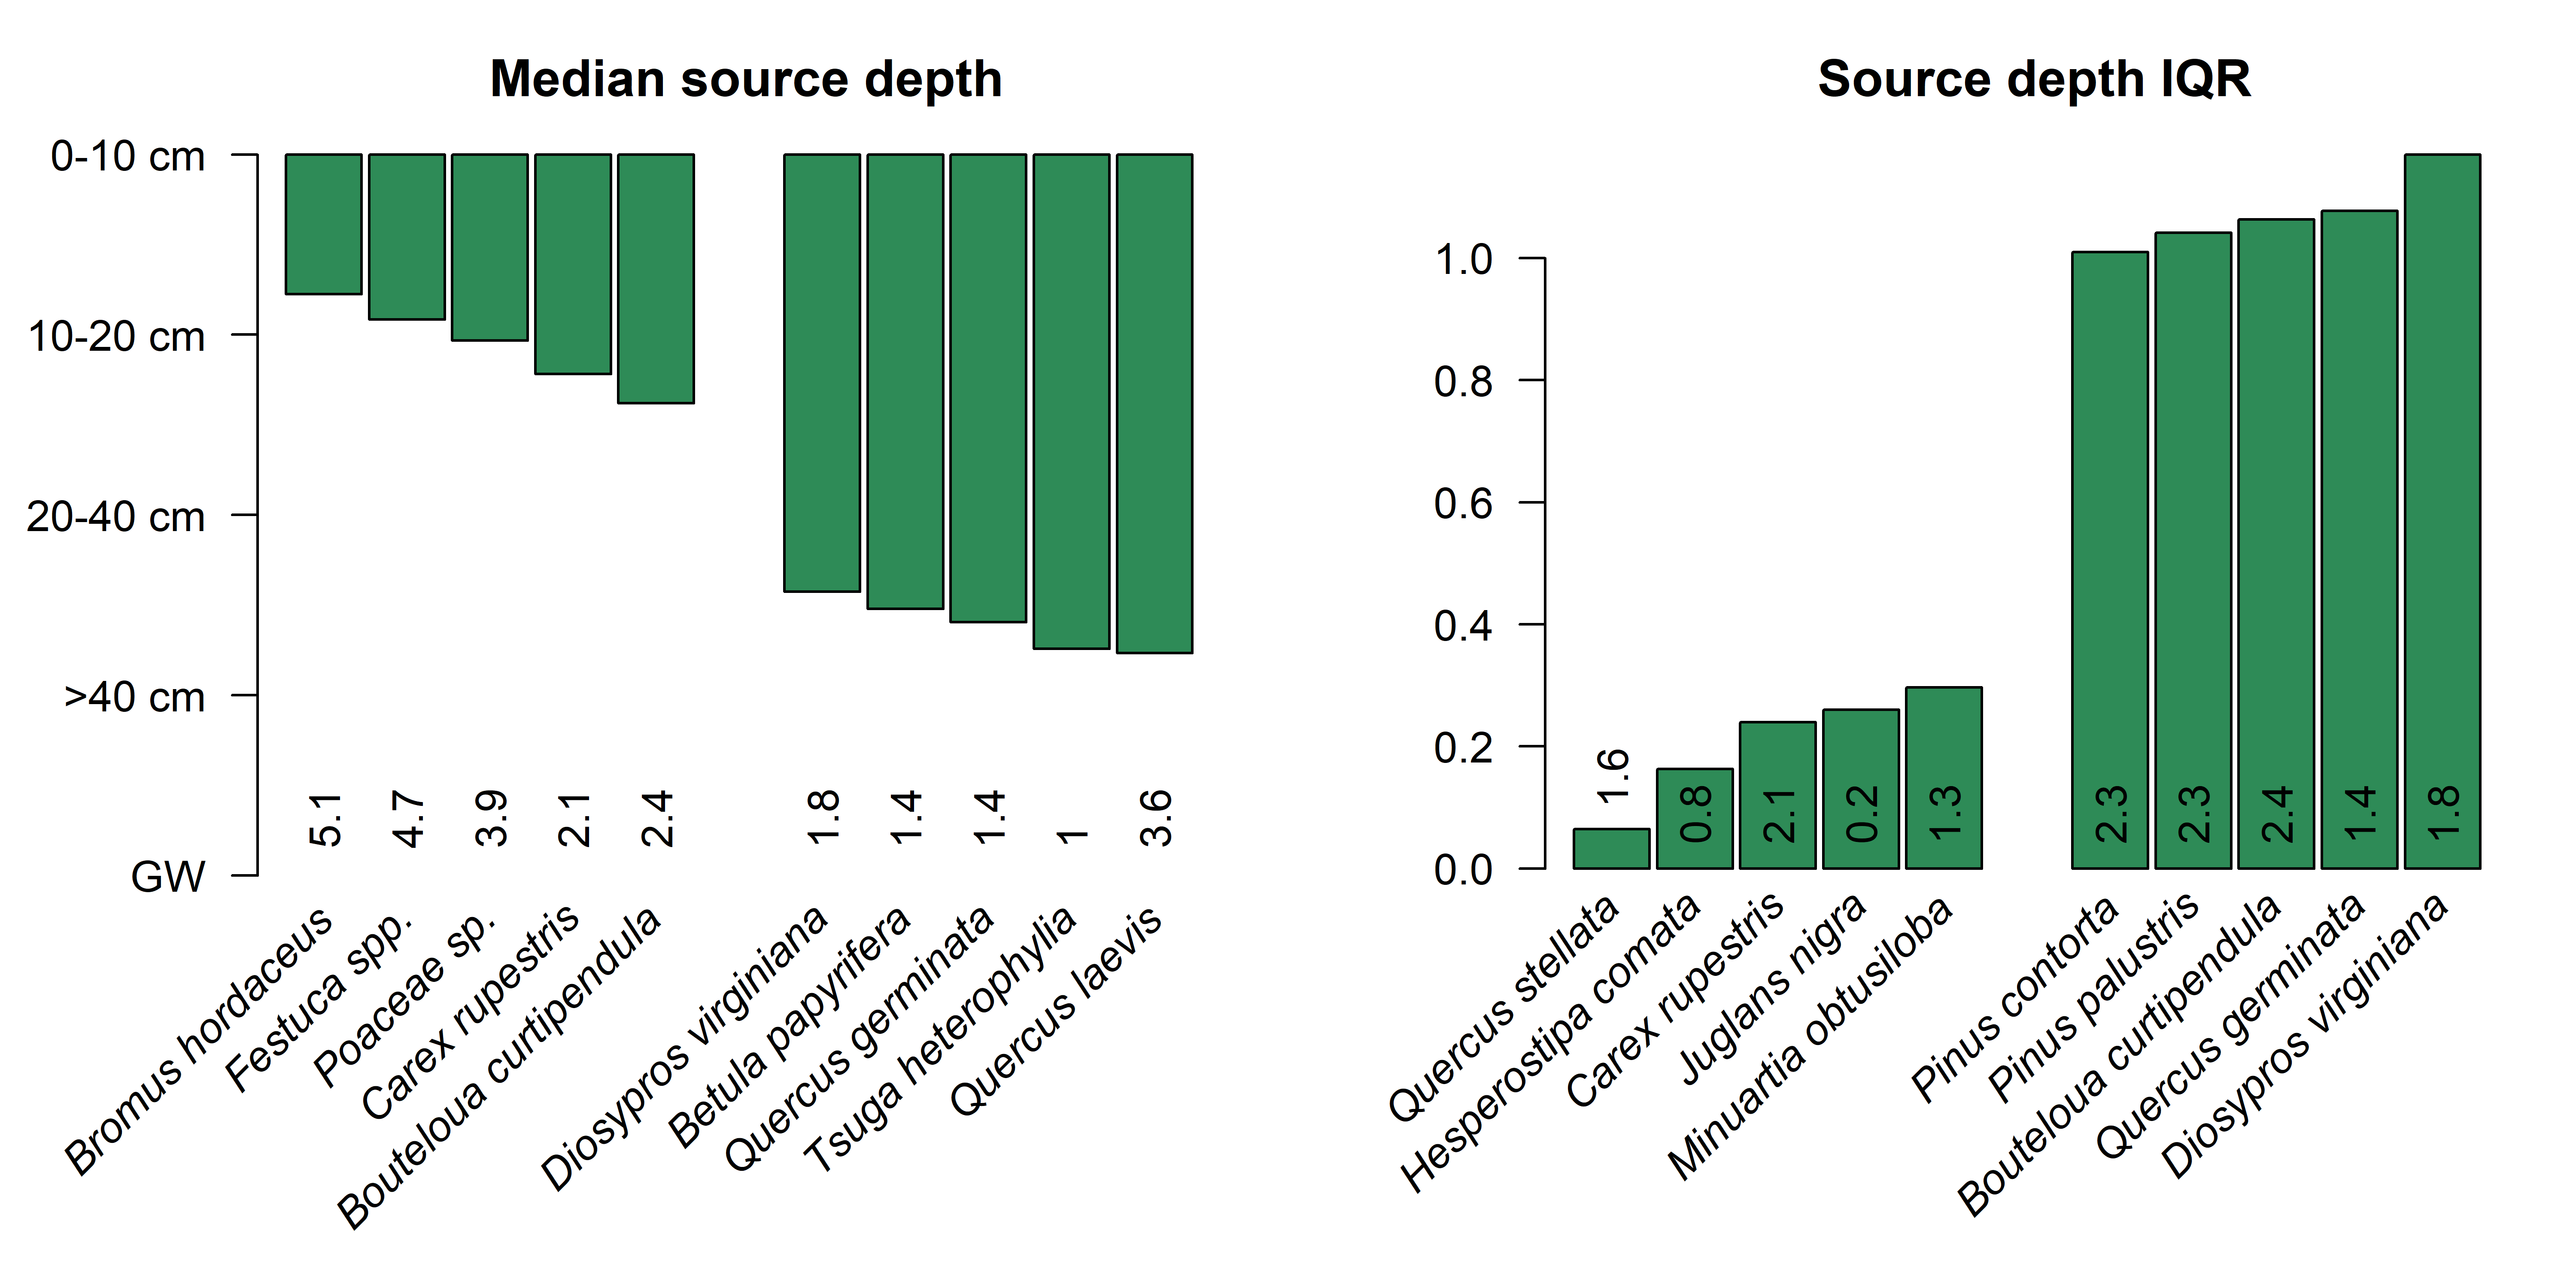 Median source depth
0-10 cm
10-20 cm
20-40 cm
>40 cm
GW
5.1
4.7
3.9
2.1
2.4
1.8
1.4
1.4
1
3.6
Bromus hordaceus
Festuca spp.
Poaceae sp.
Carex rupestris
Bouteloua curtipendula
Diosypros virginiana
Betula papyrifera
Quercus germinata
Tsuga heterophylia
Quercus laevis
Source depth IQR
1.0
0.8
0.6
0.4
0.2
0.0
1.6
0.8
2.1
0.2
1.3
2.3
2.3
2.4
1.4
1.8
Quercus stellata
Hesperostipa comata
Carex rupestris
Juglans nigra
Minuartia obtusiloba
Pinus contorta
Pinus palustris
Bouteloua curtipendula
Quercus germinata
Diosypros virginiana